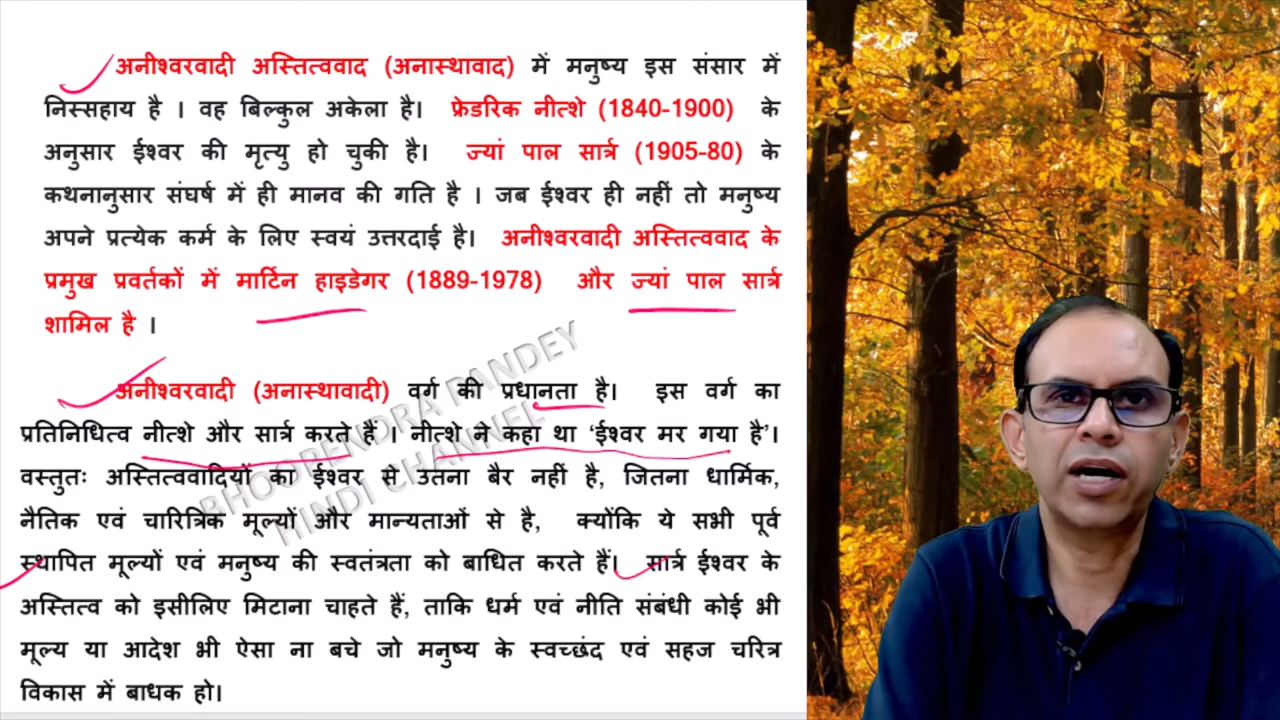 अनीश्वरवादी अस्तित्ववाद (अनास्थावाद) में मनुष्य इस संसार में
निस्सहाय है । वह बिल्कुल अकेला है। फ्रेडरिक नीत्शे (1840-1900) के
अनुसार ईश्वर की मृत्यु हो चुकी है। ज्यां पाल सार्त्र (1905-80) के
कथनानुसार संघर्ष में ही मानव की गति है । जब ईश्वर ही नहीं तो मनुष्य
अपने प्रत्येक कर्म के लिए स्वयं उत्तरदाई है। अनीश्वरवादी अस्तित्ववाद के
प्रमुख प्रवर्तकों में मार्टिन हाइडेगर (1889-1978) और ज्यां पाल सार्त्र
शामिल है ।
अनीश्वरवादी (अनास्थावादी) वर्ग की प्रधानता है। इस वर्ग का
प्रतिनिधित्व नीत्शे और सार्त्र करते हैं । नीत्शे ने कहा था ‘ईश्वर मर गया है’।
वस्तुतः अस्तित्ववादियों का ईश्वर से उतना बैर नहीं है, जितना धार्मिक,
नैतिक एवं चारित्रिक मूल्यों और मान्यताओं से है, क्योंकि ये सभी पूर्व
स्थापित मूल्यों एवं मनुष्य की स्वतंत्रता को बाधित करते हैं। सार्त्र ईश्वर के
अस्तित्व को इसीलिए मिटाना चाहते हैं, ताकि धर्म एवं नीति संबंधी कोई भी
मूल्य या आदेश भी ऐसा ना बचे जो मनुष्य के स्वच्छंद एवं सहज चरित्र
विकास में बाधक हो।
BHOOPENDRA PANDEY
HINDI CHANNEL